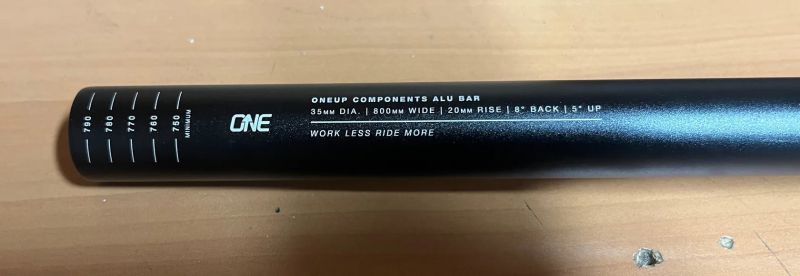 790
780
770
760
750
MINIMUM
ONE
ONEUP COMPONENTS ALU BAR
35MM DIA. | 800MM WIDE | 20MM RISE | 8° BACK | 5° UP
WORK LESS RIDE MORE